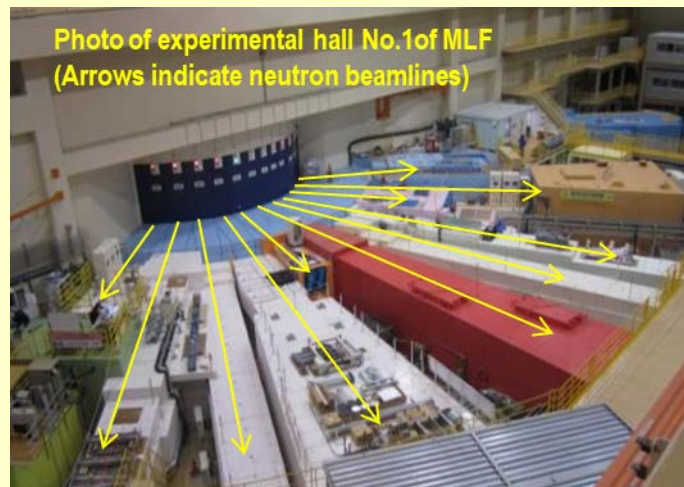 Photo of experimental hall No.1of MLF
(Arrows indicate neutron beamlines)